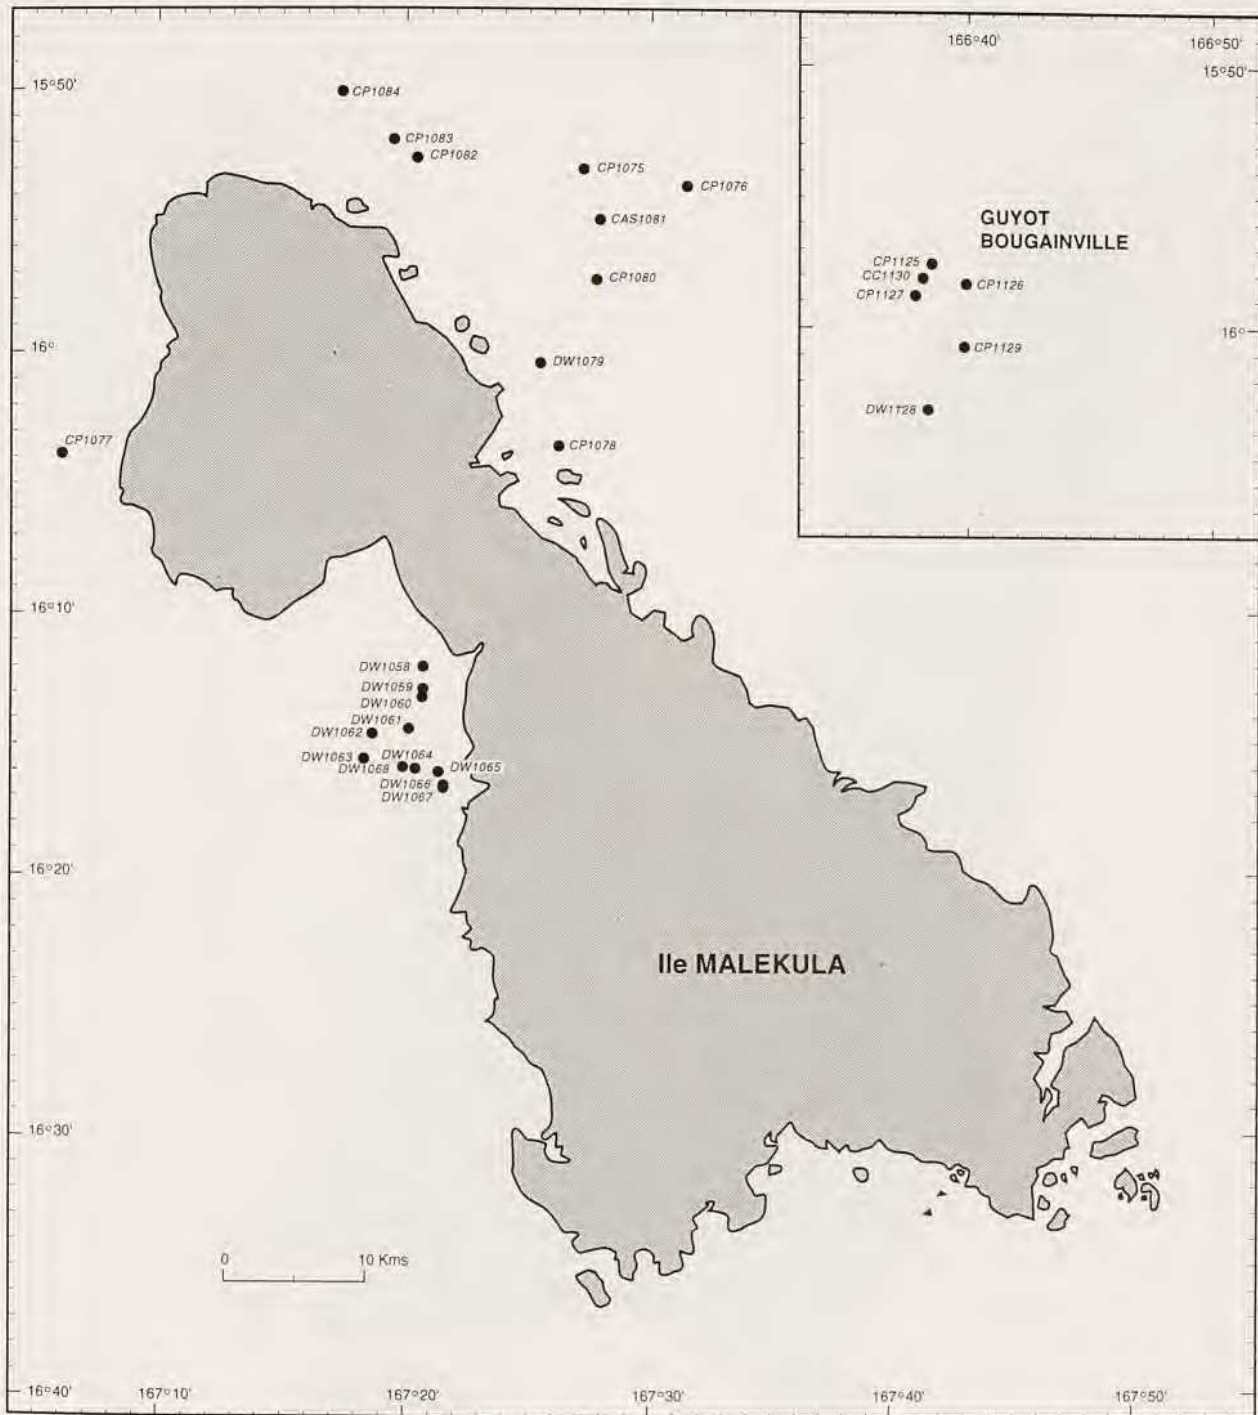 166°40'
166°50'
15°50'
15°50'
CP1084
CP1083
CP1082
CP1075
CP1076
CAS1081
CP1080
GUYOT
BOUGAINVILLE
CP1125
CC1130
CP1127
CP1126
CP1129
DW1128
16°
16°
DW1079
CP1077
CP1078
16°10'
DW1058
DW1059
DW1060
DW1061
DW1062
DW1063
DW1064
DW1068
DW1065
DW1066
DW1067
16°20'
Ile MALEKULA
16°30'
0
10 Kms
16°40'
167°10'
167°20'
167°30'
167°40'
167°50'